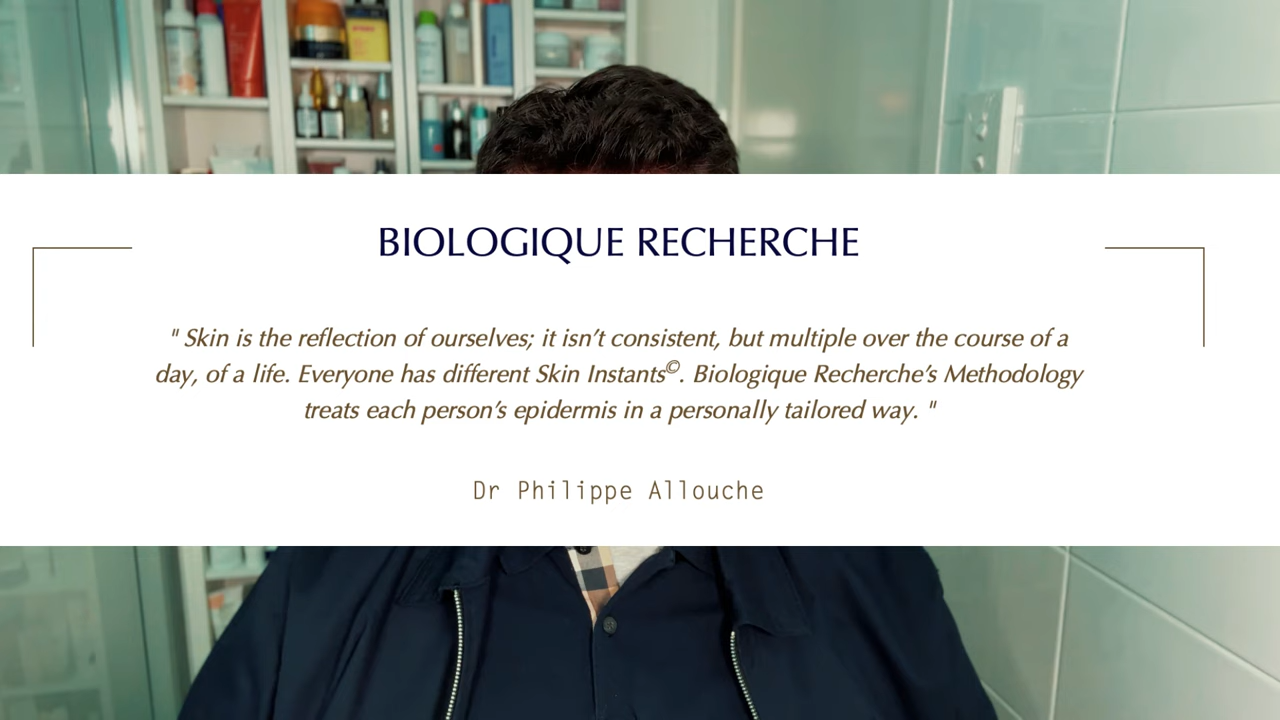 BIOLOGIQUE RECHERCHE
" Skin is the reflection of ourselves; it isn’t consistent, but multiple over the course of a
day, of a life. Everyone has different Skin Instants©. Biologique Recherche’s Methodology
treats each person’s epidermis in a personally tailored way. "
Dr Philippe Allouche